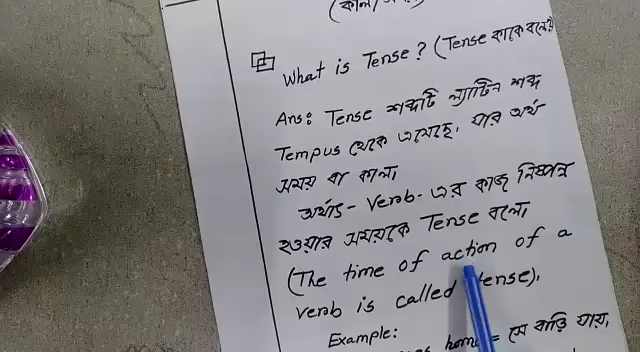 What is Tense? (Tense কাকে বলে?)
Ans: Tense শব্দটি ল্যাটিন শব্দ
Tempus থেকে এসেছে, যার অর্থ
সময় বা কাল।
অর্থাৎ - Verb-এর কাজ নিষ্পন্ন
হওয়ার সময়কে Tense বলে।
(The time of action of a
verb is called Tense).
Example:
home = সে বাড়ি যায়,